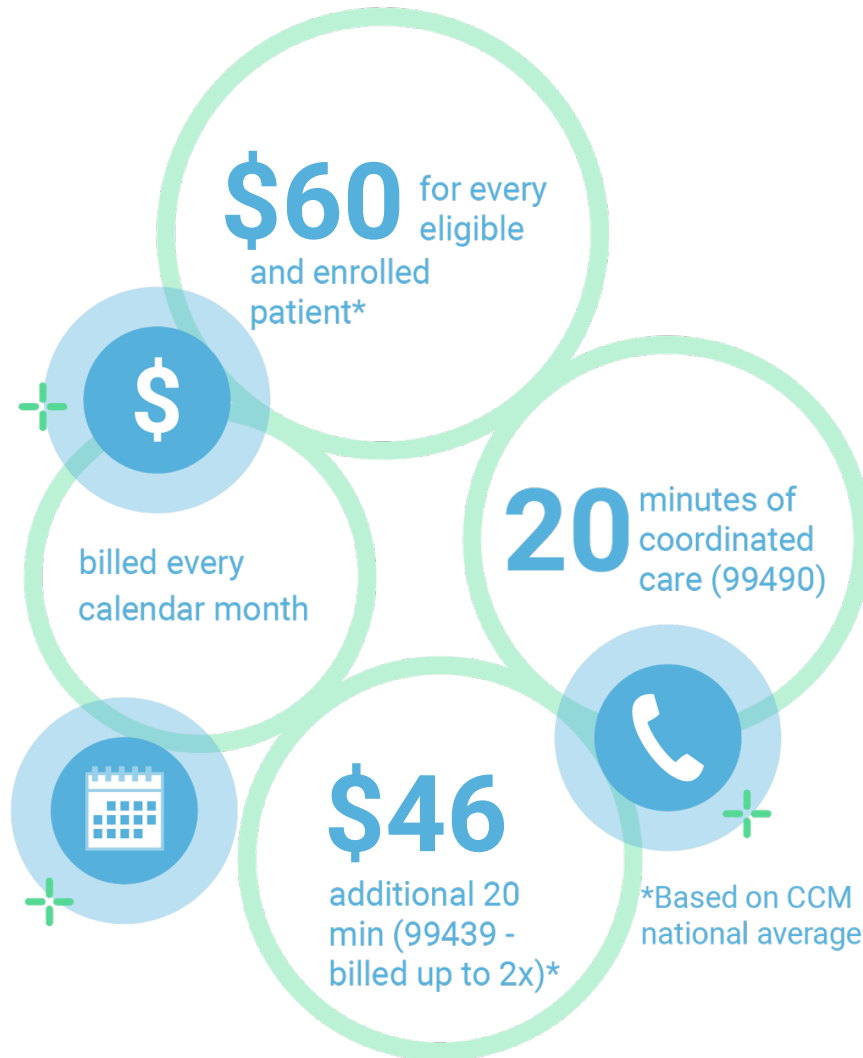 $60 for every
eligible
and enrolled
patient*
$
20 minutes of
coordinated
care (99490)
billed every
calendar month
$46
additional 20
min (99439 -
billed up to 2x)*
*Based on CCM
national average